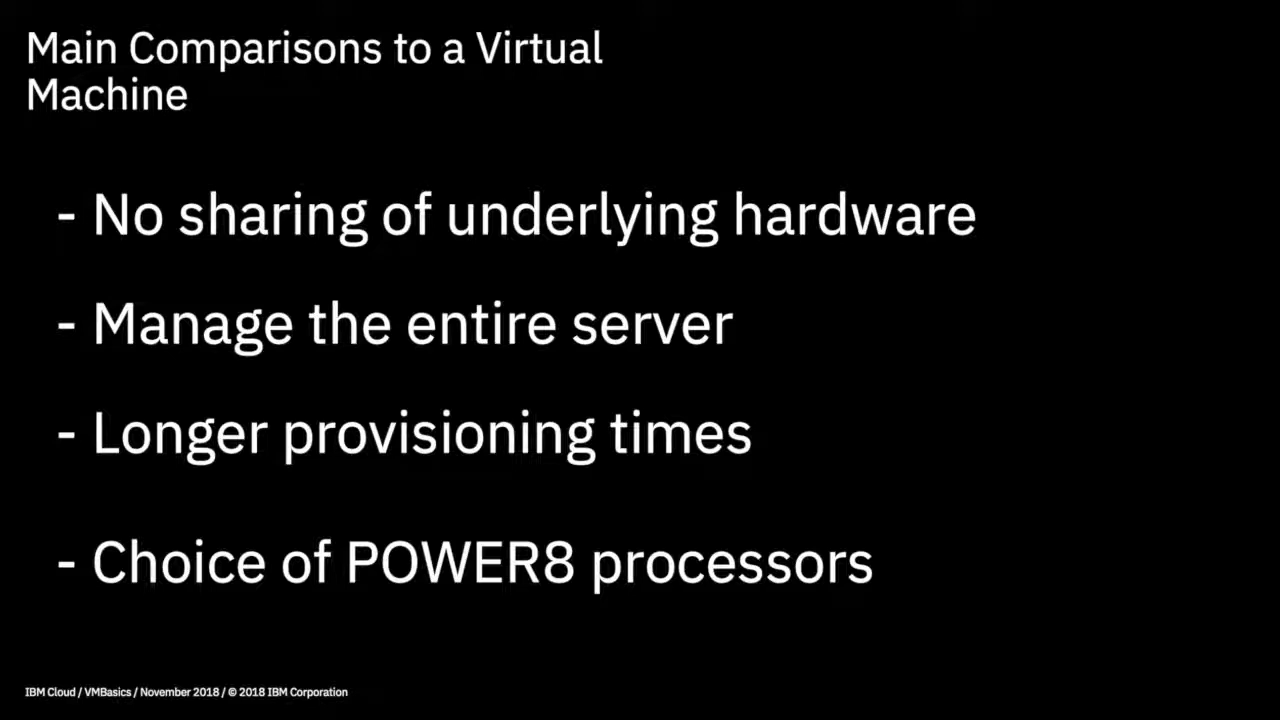 Main Comparisons to a Virtual
Machine
- No sharing of underlying hardware
- Manage the entire server
- Longer provisioning times
- Choice of POWER8 processors
IBM Cloud / VMBasics / November 2018 / © 2018 IBM Corporation